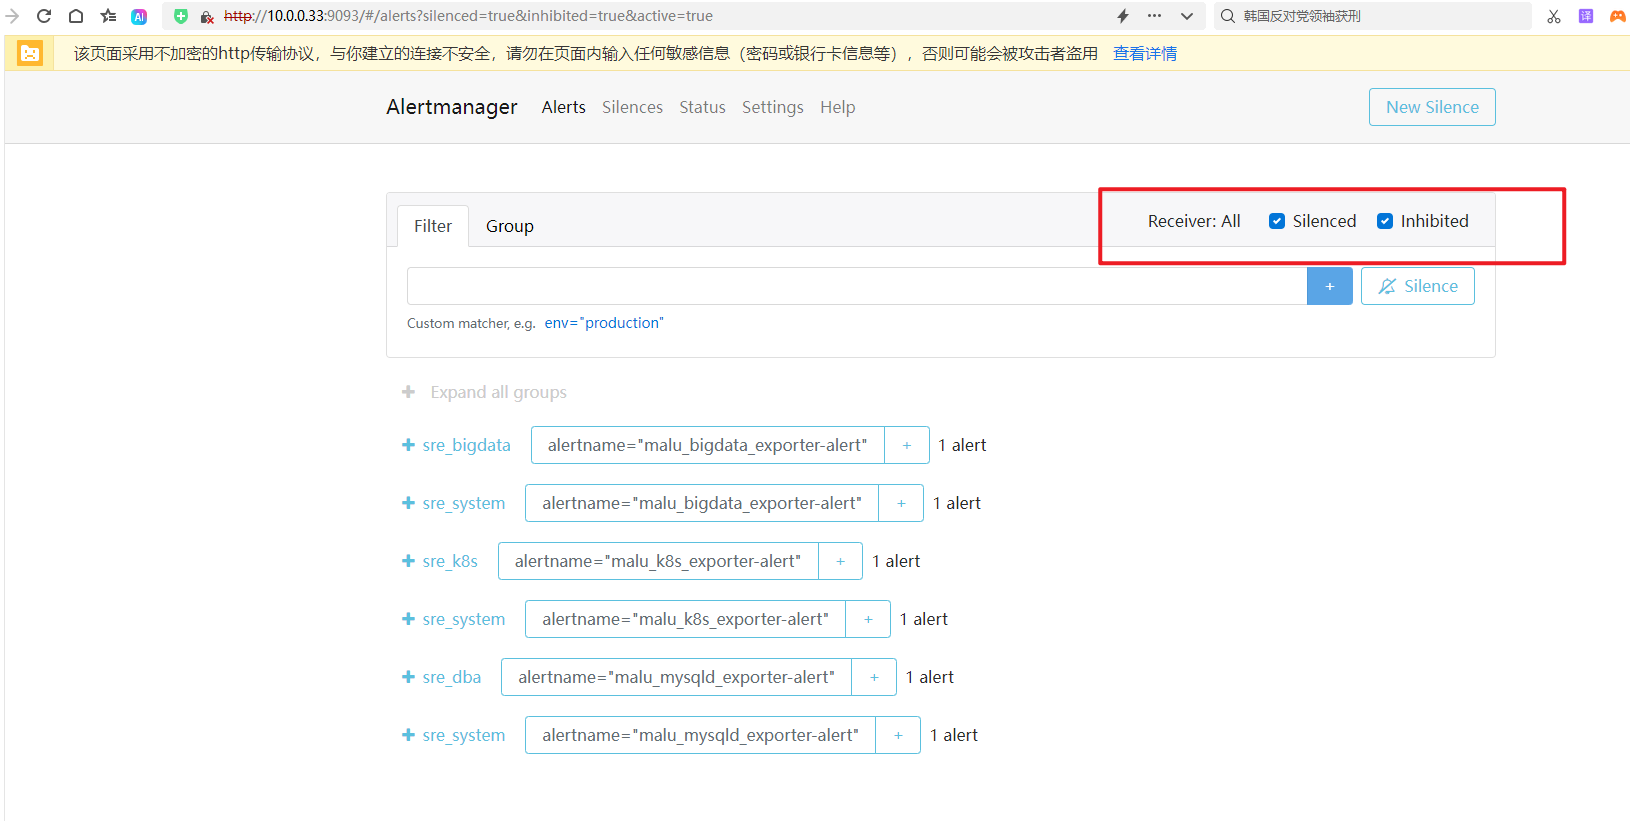 AI http://10.0.0.33:9093/#/alerts?silenced=true&inhibited=true&active=true 韩国反对党领袖获刑 译
该页面采用不加密的http传输协议，与你建立的连接不安全，请勿在页面内输入任何敏感信息（密码或银行卡信息等），否则可能会被攻击者盗用 查看详情
Alertmanager Alerts Silences Status Settings Help New Silence
Filter Group Receiver: All Silenced Inhibited
+ Silence
Custom matcher, e.g. env="production"
+ Expand all groups
+ sre_bigdata alertname="malu_bigdata_exporter-alert" + 1 alert
+ sre_system alertname="malu_bigdata_exporter-alert" + 1 alert
+ sre_k8s alertname="malu_k8s_exporter-alert" + 1 alert
+ sre_system alertname="malu_k8s_exporter-alert" + 1 alert
+ sre_dba alertname="malu_mysqld_exporter-alert" + 1 alert
+ sre_system alertname="malu_mysqld_exporter-alert" + 1 alert